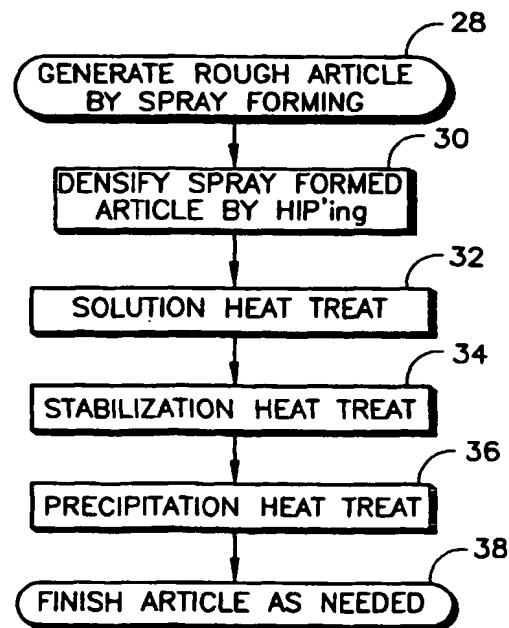 28
GENERATE ROUGH ARTICLE
BY SPRAY FORMING
30
DENSIFY SPRAY FORMED
ARTICLE BY HIP'ing
32
SOLUTION HEAT TREAT
34
STABILIZATION HEAT TREAT
36
PRECIPITATION HEAT TREAT
38
FINISH ARTICLE AS NEEDED